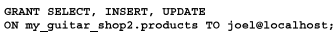 GRANT SELECT, INSERT, UPDATE
ON my_guitar_shop2.products TO joel@localhost;